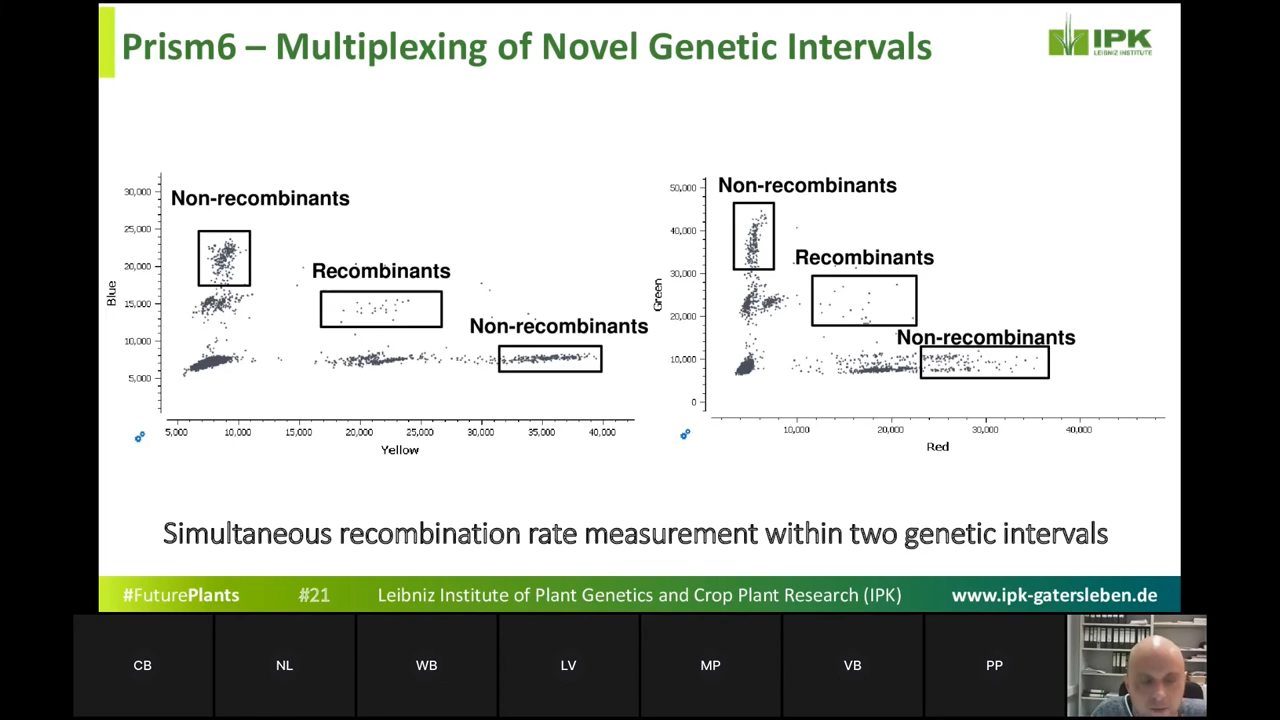 Prism6 – Multiplexing of Novel Genetic Intervals
IPK
LEIBNIZ INSTITUTE
Non-recombinants
Recombinants
Non-recombinants
30,000
25,000
20,000
15,000
10,000
5,000
Blue
5,000 10,000 15,000 20,000 25,000 30,000 35,000 40,000
Yellow
Non-recombinants
Recombinants
Non-recombinants
50,000
40,000
30,000
20,000
10,000
0
Green
10,000 20,000 30,000 40,000
Red
Simultaneous recombination rate measurement within two genetic intervals
#FuturePlants #21 Leibniz Institute of Plant Genetics and Crop Plant Research (IPK) www.ipk-gatersleben.de
CB NL WB LV MP VB PP